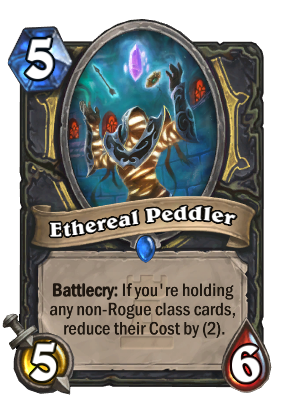 5
Ethereal Peddler
Battlecry: If you're holding
any non-Rogue class cards,
reduce their Cost by (2).
5
6